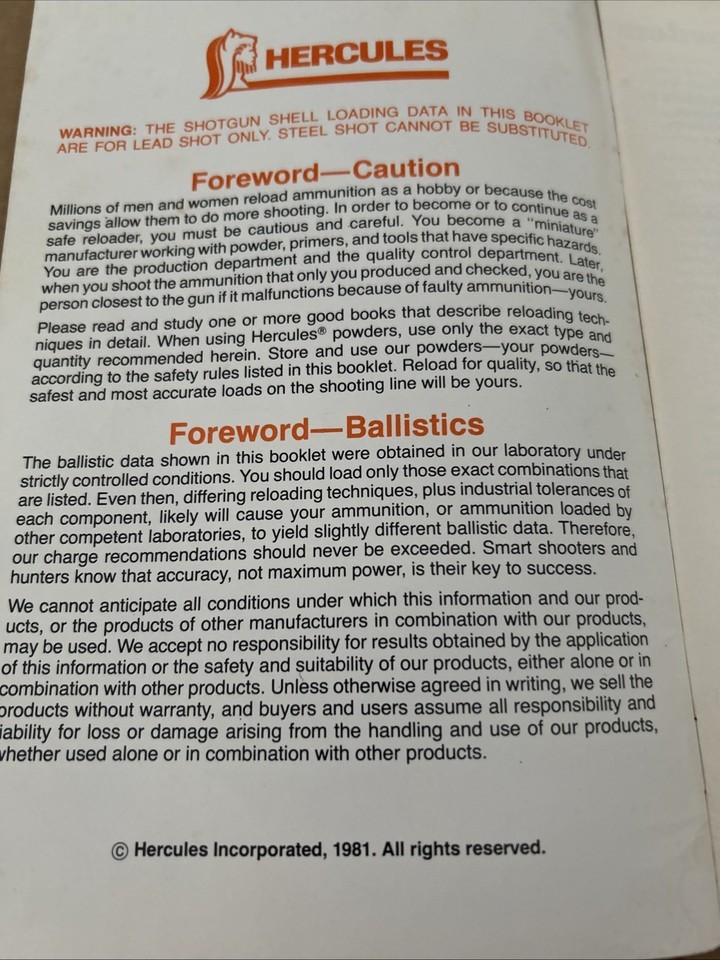 HERCULES
WARNING: THE SHOTGUN SHELL LOADING DATA IN THIS BOOKLET
ARE FOR LEAD SHOT ONLY. STEEL SHOT CANNOT BE SUBSTITUTED.
Foreword—Caution
Millions of men and women reload ammunition as a hobby or because the cost
savings allow them to do more shooting. In order to become or to continue as a
safe reloader, you must be cautious and careful. You become a "miniature"
manufacturer working with powder, primers, and tools that have specific hazards.
You are the production department and the quality control department. Later,
when you shoot the ammunition that only you produced and checked, you are the
person closest to the gun if it malfunctions because of faulty ammunition—yours.
Please read and study one or more good books that describe reloading tech-
niques in detail. When using Hercules® powders, use only the exact type and
quantity recommended herein. Store and use our powders—your powders—
according to the safety rules listed in this booklet. Reload for quality, so that the
safest and most accurate loads on the shooting line will be yours.
Foreword—Ballistics
The ballistic data shown in this booklet were obtained in our laboratory under
strictly controlled conditions. You should load only those exact combinations that
are listed. Even then, differing reloading techniques, plus industrial tolerances of
each component, likely will cause your ammunition, or ammunition loaded by
other competent laboratories, to yield slightly different ballistic data. Therefore,
our charge recommendations should never be exceeded. Smart shooters and
hunters know that accuracy, not maximum power, is their key to success.
We cannot anticipate all conditions under which this information and our prod-
ucts, or the products of other manufacturers in combination with our products,
may be used. We accept no responsibility for results obtained by the application
of this information or the safety and suitability of our products, either alone or in
combination with other products. Unless otherwise agreed in writing, we sell the
products without warranty, and buyers and users assume all responsibility and
iability for loss or damage arising from the handling and use of our products,
whether used alone or in combination with other products.
© Hercules Incorporated, 1981. All rights reserved.